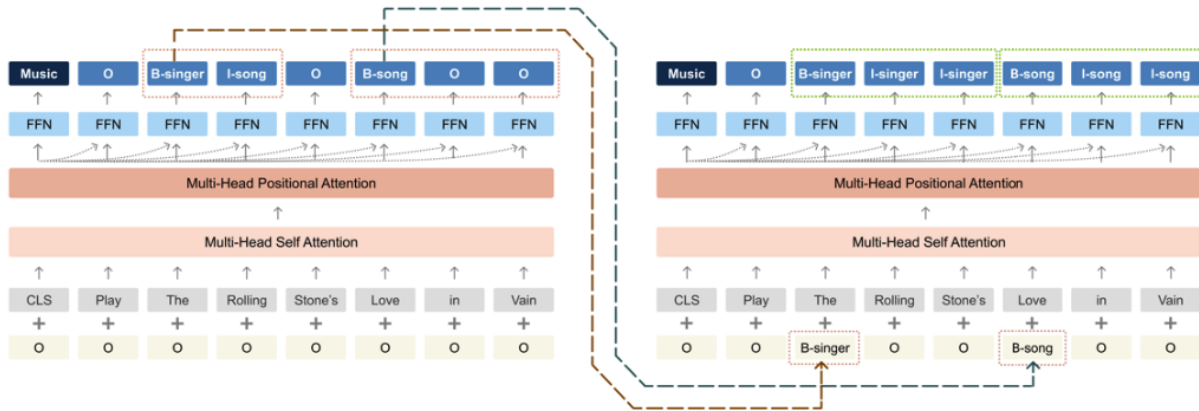 Music O B-singer I-song O B-song O O
FFN FFN FFN FFN FFN FFN FFN FFN
Multi-Head Positional Attention
Multi-Head Self Attention
CLS Play The Rolling Stone's Love in Vain
+ + + + + + + +
O O O O O O O O
Music O B-singer I-singer I-singer B-song I-song I-song
FFN FFN FFN FFN FFN FFN FFN FFN
Multi-Head Positional Attention
Multi-Head Self Attention
CLS Play The Rolling Stone's Love in Vain
+ + + + + + + +
O O B-singer O O B-song O O